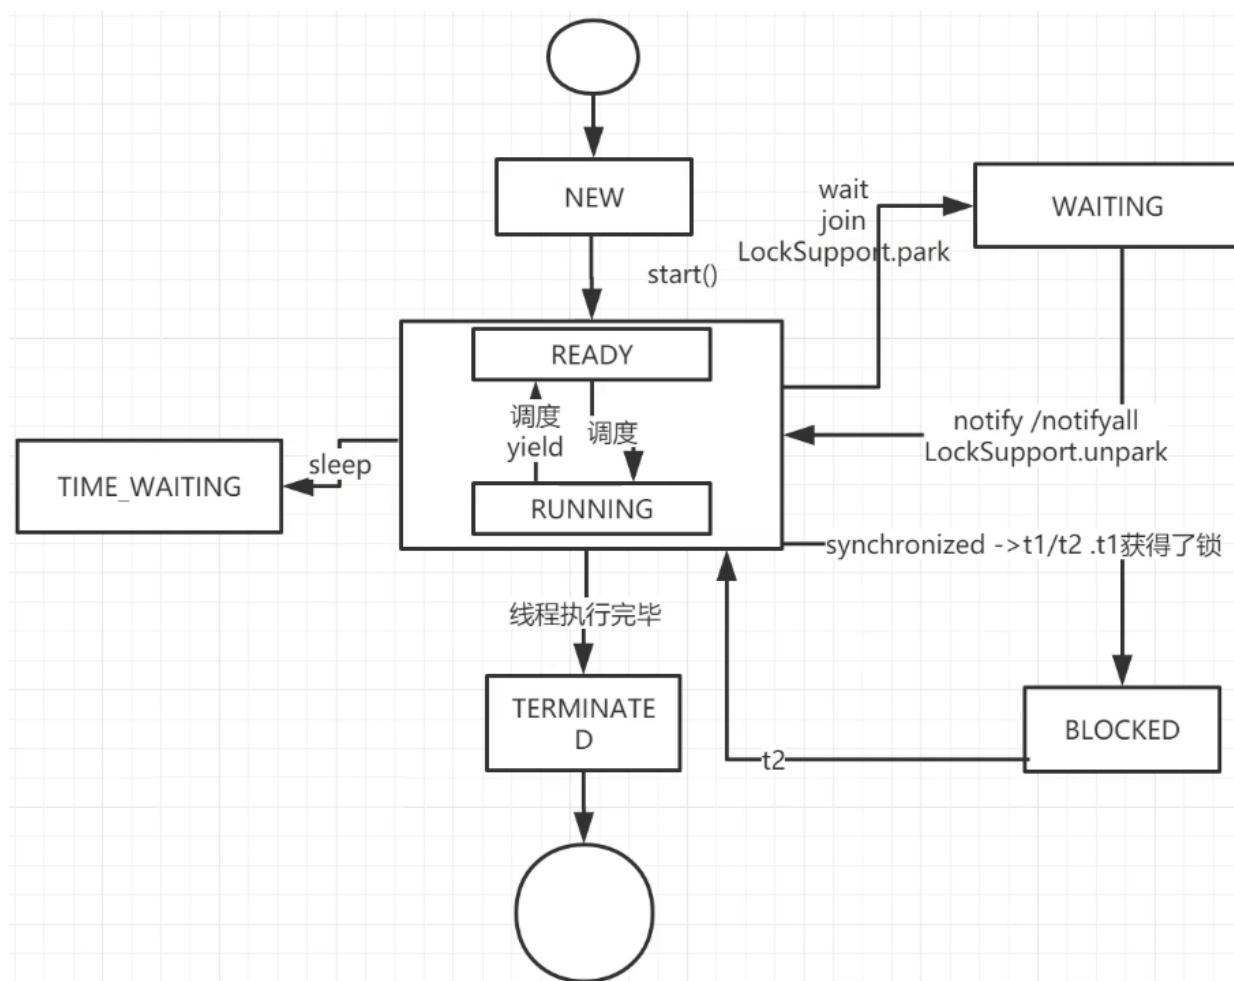 NEW
wait
join
LockSupport.park
WAITING
start()
READY
调度
yield
调度
RUNNING
sleep
TIME_WAITING
notify /notifyall
LockSupport.unpark
synchronized ->t1/t2 .t1获得了锁
线程执行完毕
TERMINATE
D
BLOCKED
t2